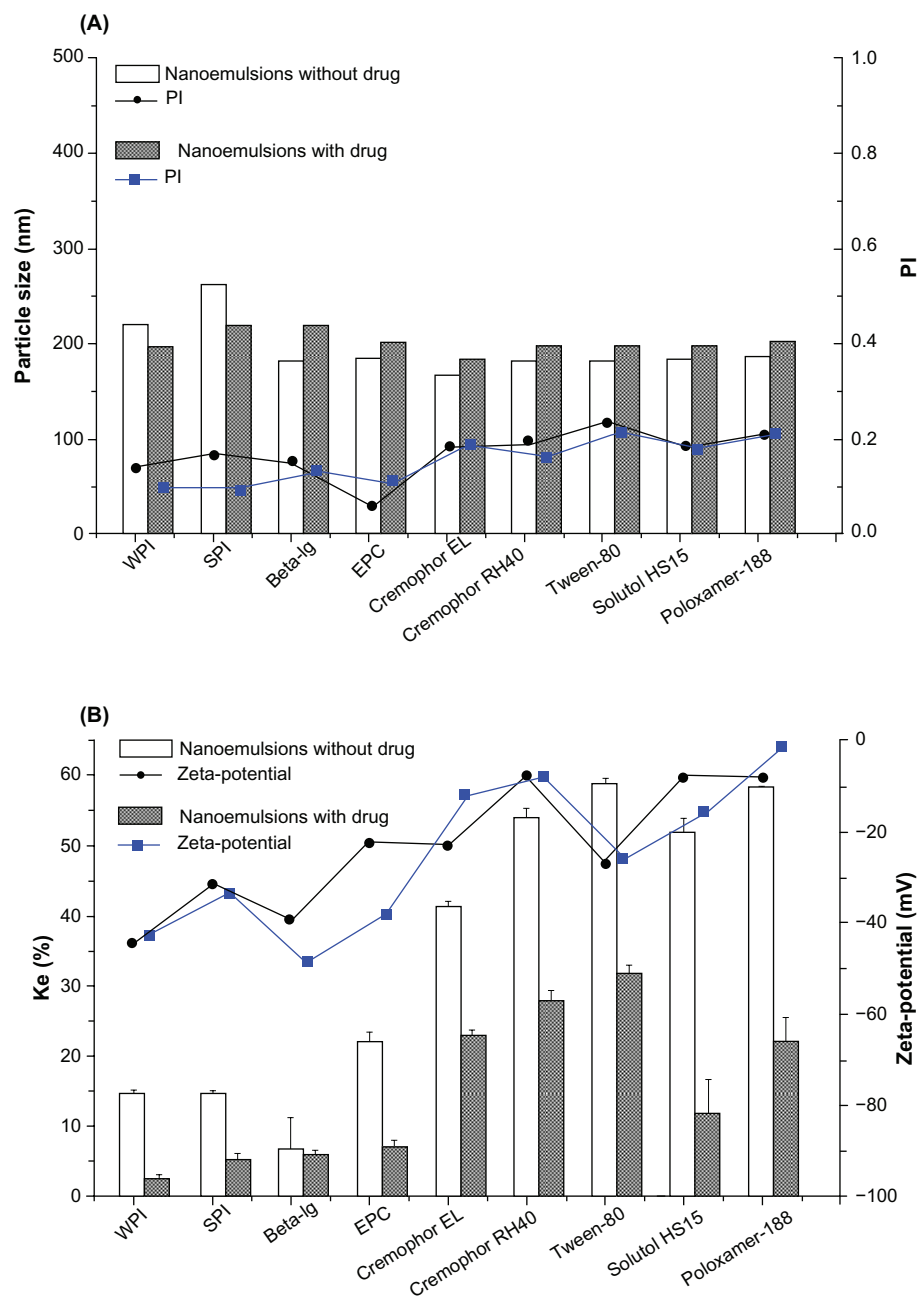 (A)
500
400
300
200
100
0
Particle size (nm)
Nanoemulsions without drug
PI
Nanoemulsions with drug
PI
1.0
0.8
0.6
0.4
0.2
0.0
PI
WPI
SPI
Beta-lg
EPC
Cremophor EL
Cremophor RH40
Tween-80
Solutol HS15
Poloxamer-188
(B)
60
50
40
30
20
10
0
Ke (%)
Nanoemulsions without drug
Zeta-potential
Nanoemulsions with drug
Zeta-potential
0
−20
−40
−60
−80
−100
Zeta-potential (mV)
WPI
SPI
Beta-lg
EPC
Cremophor EL
Cremophor RH40
Tween-80
Solutol HS15
Poloxamer-188